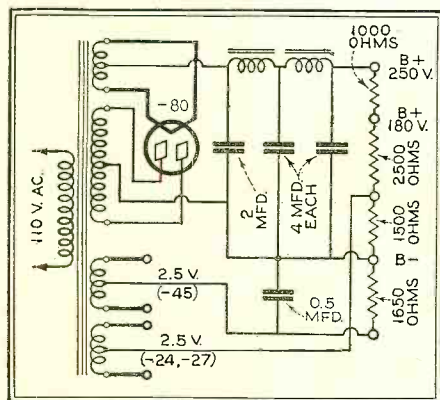 1000
OHMS
B+
250 V.
-80
B+
180 V.
2500
OHMS
110 V. AC.
2
MFD.
4 MFD.
EACH
1500
OHMS
B-
2.5 V.
(-45)
0.5
MFD.
1650
OHMS
2.5 V.
(-24,-27)